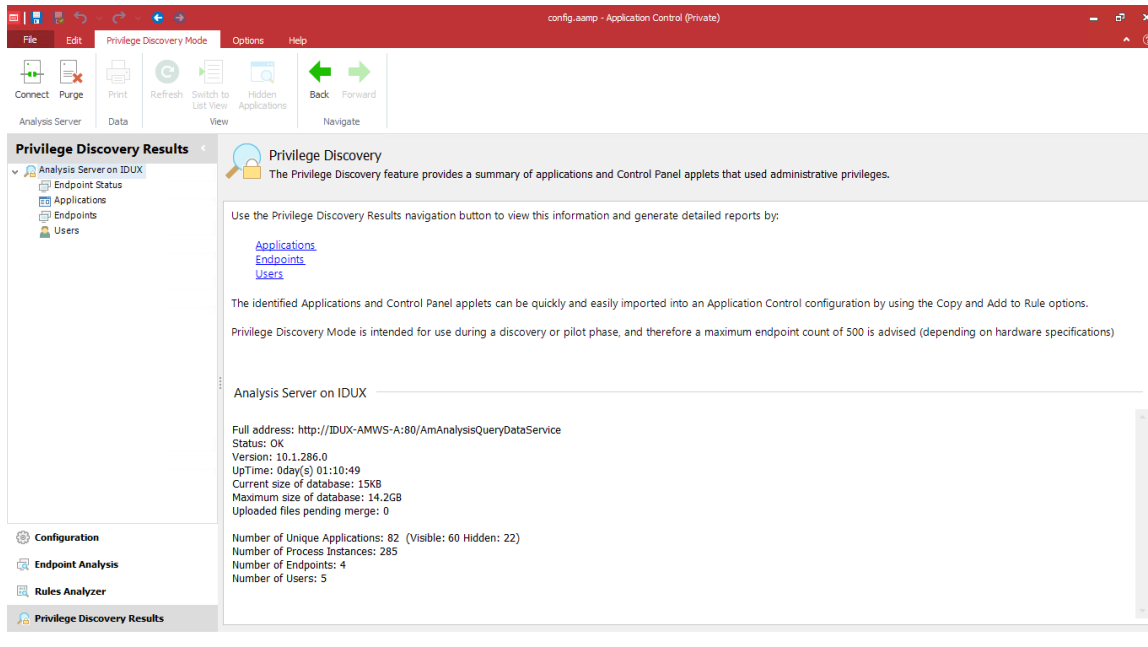 config.aamp - Application Control (Private)
File Edit Privilege Discovery Mode Options Help
Connect Purge Print Refresh Switch to List View Hidden Applications Back Forward
Analysis Server Data View Navigate
Privilege Discovery Results
Analysis Server on IDUX
Endpoint Status
Applications
Endpoints
Users
Configuration
Endpoint Analysis
Rules Analyzer
Privilege Discovery Results
Privilege Discovery
The Privilege Discovery feature provides a summary of applications and Control Panel applets that used administrative privileges.
Use the Privilege Discovery Results navigation button to view this information and generate detailed reports by:
Applications
Endpoints
Users
The identified Applications and Control Panel applets can be quickly and easily imported into an Application Control configuration by using the Copy and Add to Rule options.
Privilege Discovery Mode is intended for use during a discovery or pilot phase, and therefore a maximum endpoint count of 500 is advised (depending on hardware specifications)
Analysis Server on IDUX
Full address: http://IDUX-AMWS-A:80/AmAnalysisQueryDataService
Status: OK
Version: 10.1.286.0
UpTime: 0day(s) 01:10:49
Current size of database: 15KB
Maximum size of database: 14.2GB
Uploaded files pending merge: 0
Number of Unique Applications: 82 (Visible: 60 Hidden: 22)
Number of Process Instances: 285
Number of Endpoints: 4
Number of Users: 5